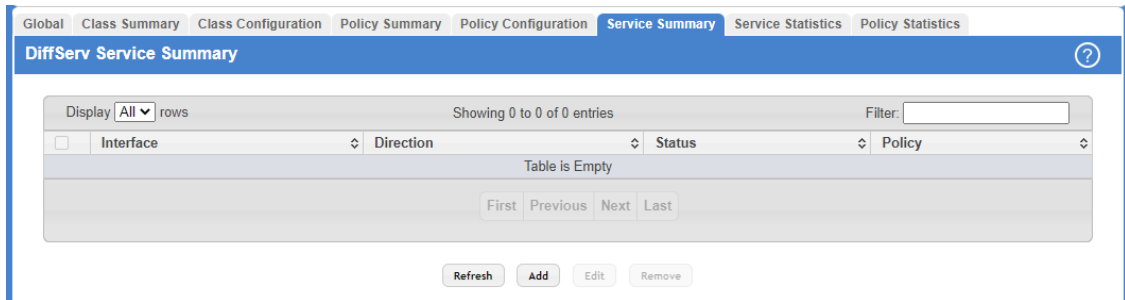 Global Class Summary Class Configuration Policy Summary Policy Configuration Service Summary Service Statistics Policy Statistics
DiffServ Service Summary ?
Display All rows Showing 0 to 0 of 0 entries Filter:
Interface Direction Status Policy
Table is Empty
First Previous Next Last
Refresh Add Edit Remove